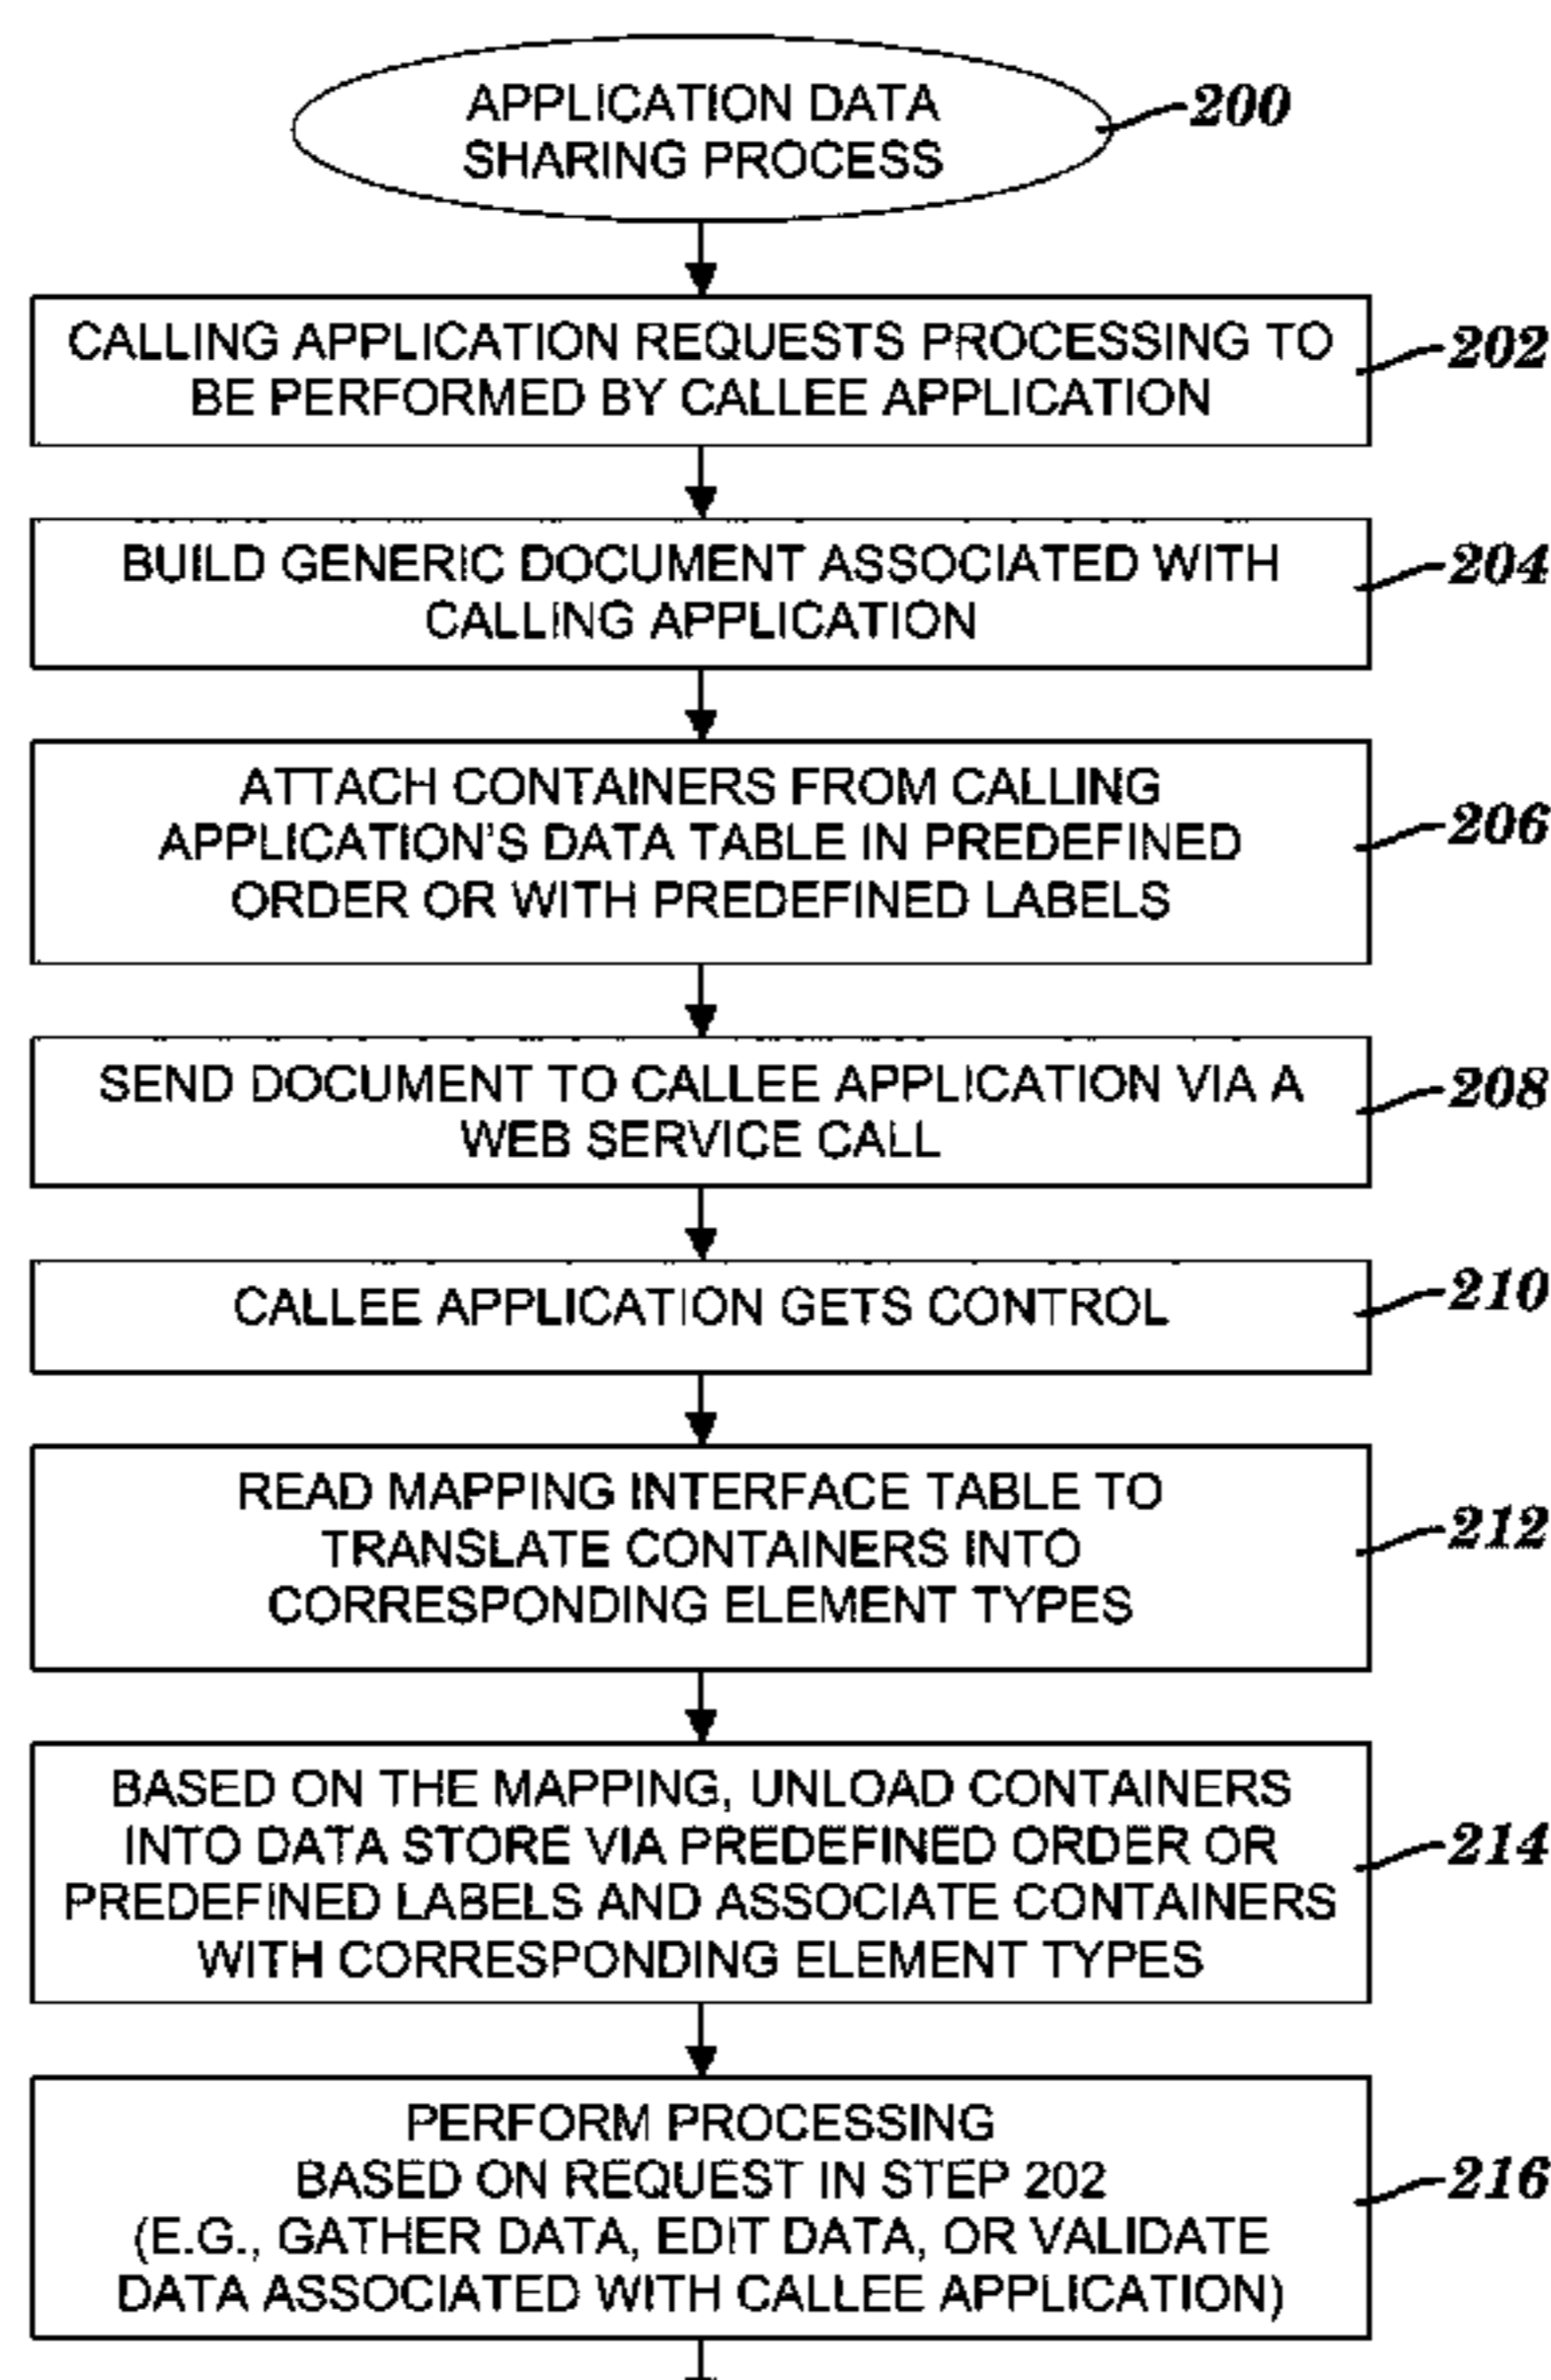 APPLICATION DATA
SHARING PROCESS
200
CALLING APPLICATION REQUESTS PROCESSING TO
BE PERFORMED BY CALLEE APPLICATION
202
BUILD GENERIC DOCUMENT ASSOCIATED WITH
CALLING APPLICATION
204
ATTACH CONTAINERS FROM CALLING
APPLICATION'S DATA TABLE IN PREDEFINED
ORDER OR WITH PREDEFINED LABELS
206
SEND DOCUMENT TO CALLEE APPLICATION VIA A
WEB SERVICE CALL
208
CALLEE APPLICATION GETS CONTROL
210
READ MAPPING INTERFACE TABLE TO
TRANSLATE CONTAINERS INTO
CORRESPONDING ELEMENT TYPES
212
BASED ON THE MAPPING, UNLOAD CONTAINERS
INTO DATA STORE VIA PREDEFINED ORDER OR
PREDEFINED LABELS AND ASSOCIATE CONTAINERS
WITH CORRESPONDING ELEMENT TYPES
214
PERFORM PROCESSING
BASED ON REQUEST IN STEP 202
(E.G., GATHER DATA, EDIT DATA, OR VALIDATE
DATA ASSOCIATED WITH CALLEE APPLICATION)
216